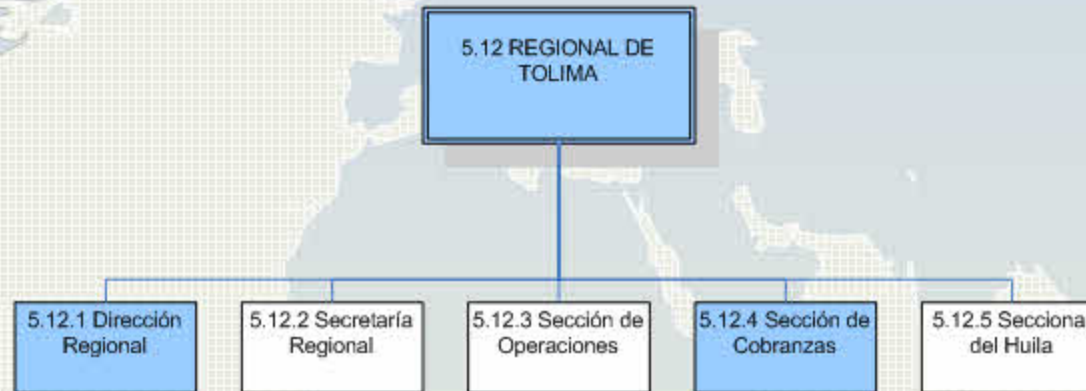 5.12 REGIONAL DE
TOLIMA
5.12.1 Dirección
Regional
5.12.2 Secretaría
Regional
5.12.3 Sección de
Operaciones
5.12.4 Sección de
Cobranzas
5.12.5 Secciona
del Huila